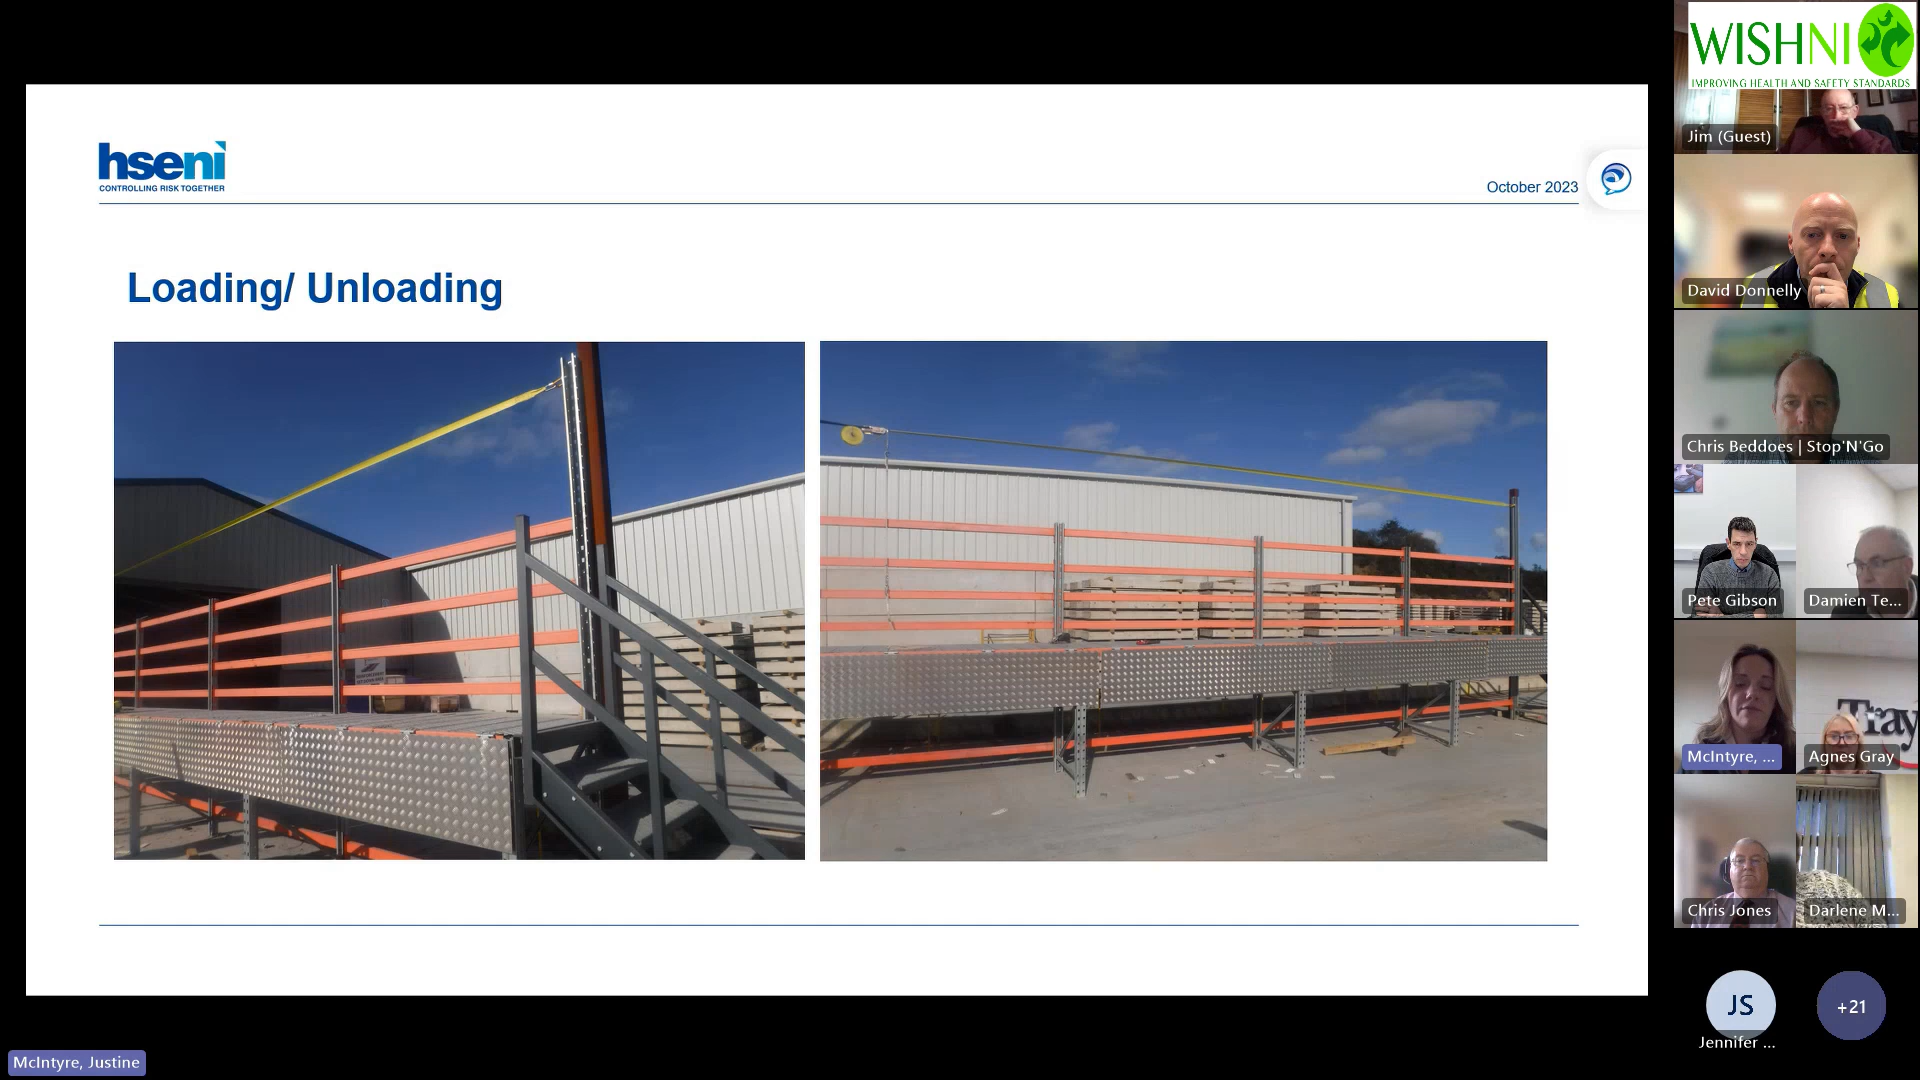 hseni
CONTROLLING RISK TOGETHER
October 2023
Loading/ Unloading
WISHNI
IMPROVING HEALTH AND SAFETY STANDARDS
Jim (Guest)
David Donnelly
Chris Beddoes | Stop'N'Go
Pete Gibson
Damien Te...
McIntyre, ...
Tray
Agnes Gray
Chris Jones
Darlene M...
JS
Jennifer ...
+21
McIntyre, Justine